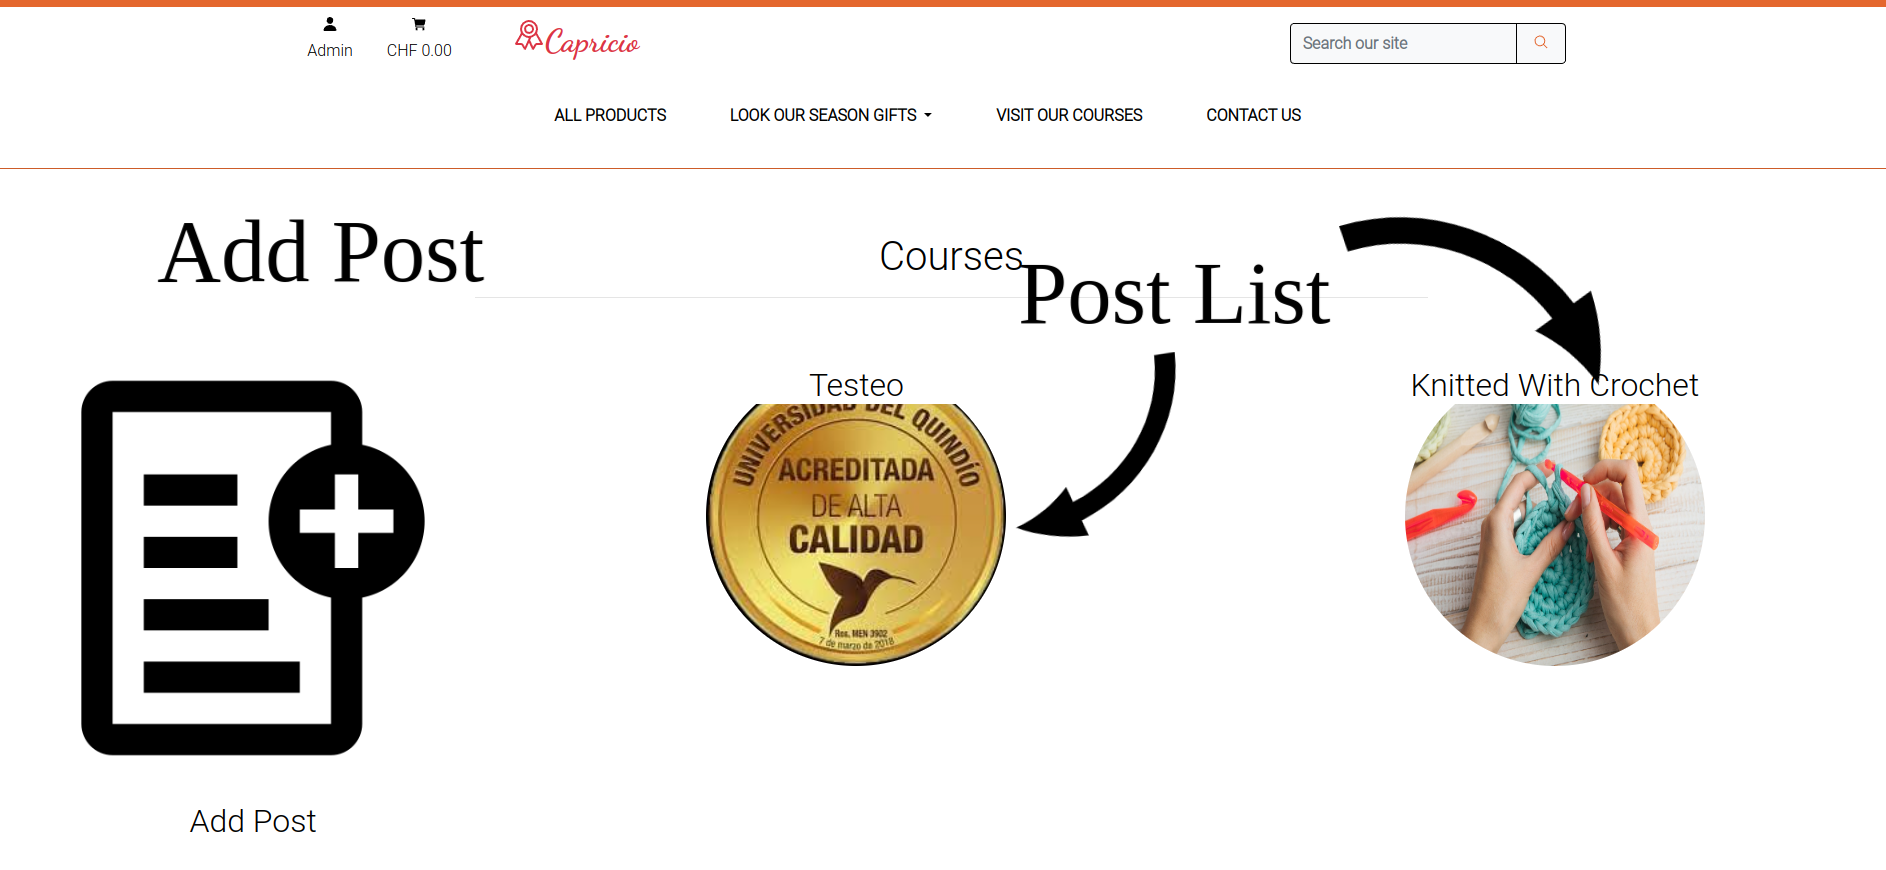 Admin
CHF 0.00
Capricio
Search our site
ALL PRODUCTS
LOOK OUR SEASON GIFTS
VISIT OUR COURSES
CONTACT US
Add Post
Courses
Post List
Testeo
Knitted With Crochet
UNIVERSIDAD DEL QUINDÍO
ACREDITADA
DE ALTA
CALIDAD
Res. MEN 3902
7 de marzo de 2018
Add Post